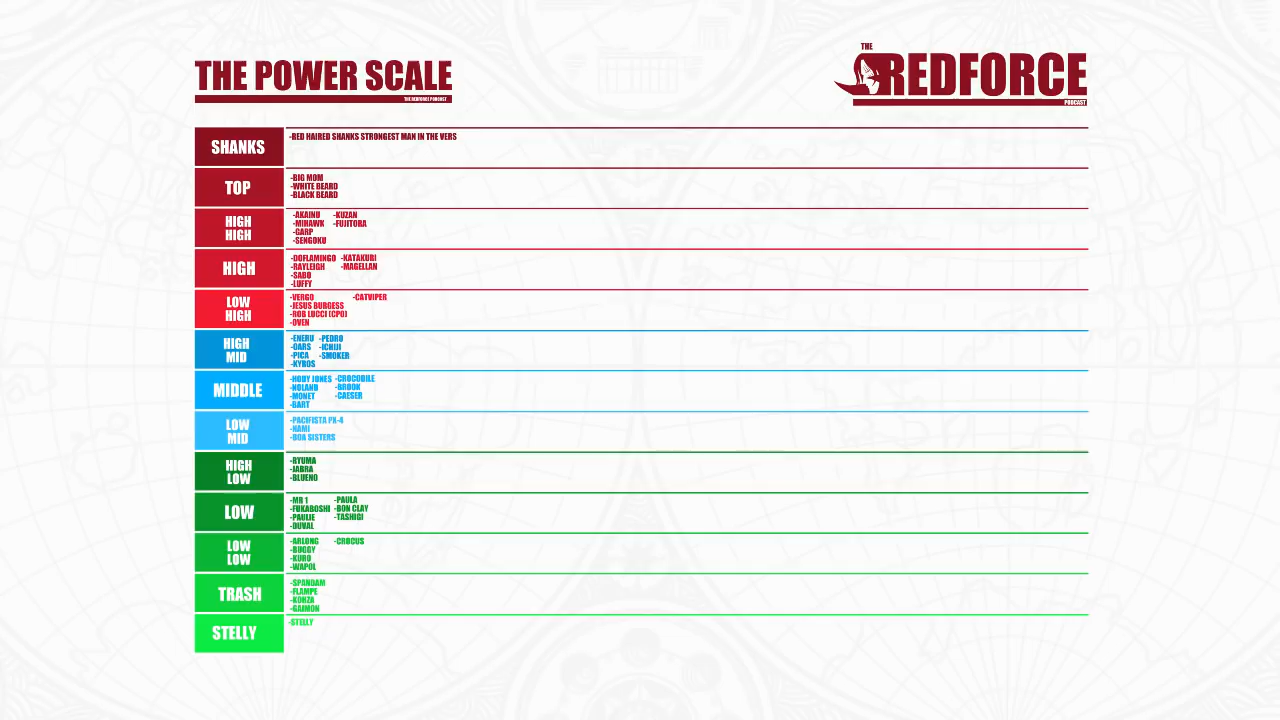 THE POWER SCALE
THE REDFORCE PODCAST
THE
REDFORCE
PODCAST
SHANKS
-RED HAIRED SHANKS STRONGEST MAN IN THE VERS
TOP
-BIG MOM
-WHITE BEARD
-BLACK BEARD
HIGH
HIGH
-AKAINU -KUZAN
-MIHAWK -FUJITORA
-GARP
-SENGOKU
HIGH
-DOFLAMINGO -KATAKURI
-RAYLEIGH -MAGELLAN
-SABO
-LUFFY
LOW
HIGH
-VERGO -CATVIPER
-JESUS BURGESS
-ROB LUCCI (CPO)
-OVEN
HIGH
MID
-ENERU -PEDRO
-OARS -ICHIJI
-PICA -SMOKER
-KYROS
MIDDLE
-HODY JONES -CROCODILE
-NOLAND -BROOK
-MONET -CAESER
-BART
LOW
MID
-PACIFISTA PX-4
-NAMI
-BOA SISTERS
HIGH
LOW
-RYUMA
-JABRA
-BLUENO
LOW
-MR 1 -PAULA
-FUKABOSHI -BON CLAY
-PAULIE -TASHIGI
-DUVAL
LOW
LOW
-ARLONG -CROCUS
-BUGGY
-KURO
-WAPOL
TRASH
-SPANDAM
-FLAMPE
-KOHZA
-GAIMON
STELLY
-STELLY